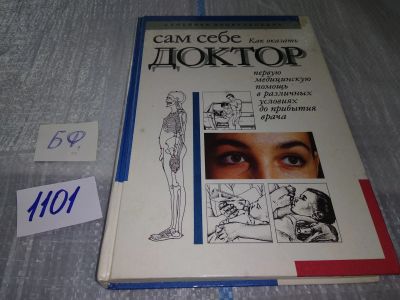 сам себе
Как оказать
ДОКТОР
первую
медицинскую
помощь
в различных
условиях
до прибытия
врача
БФ
1101